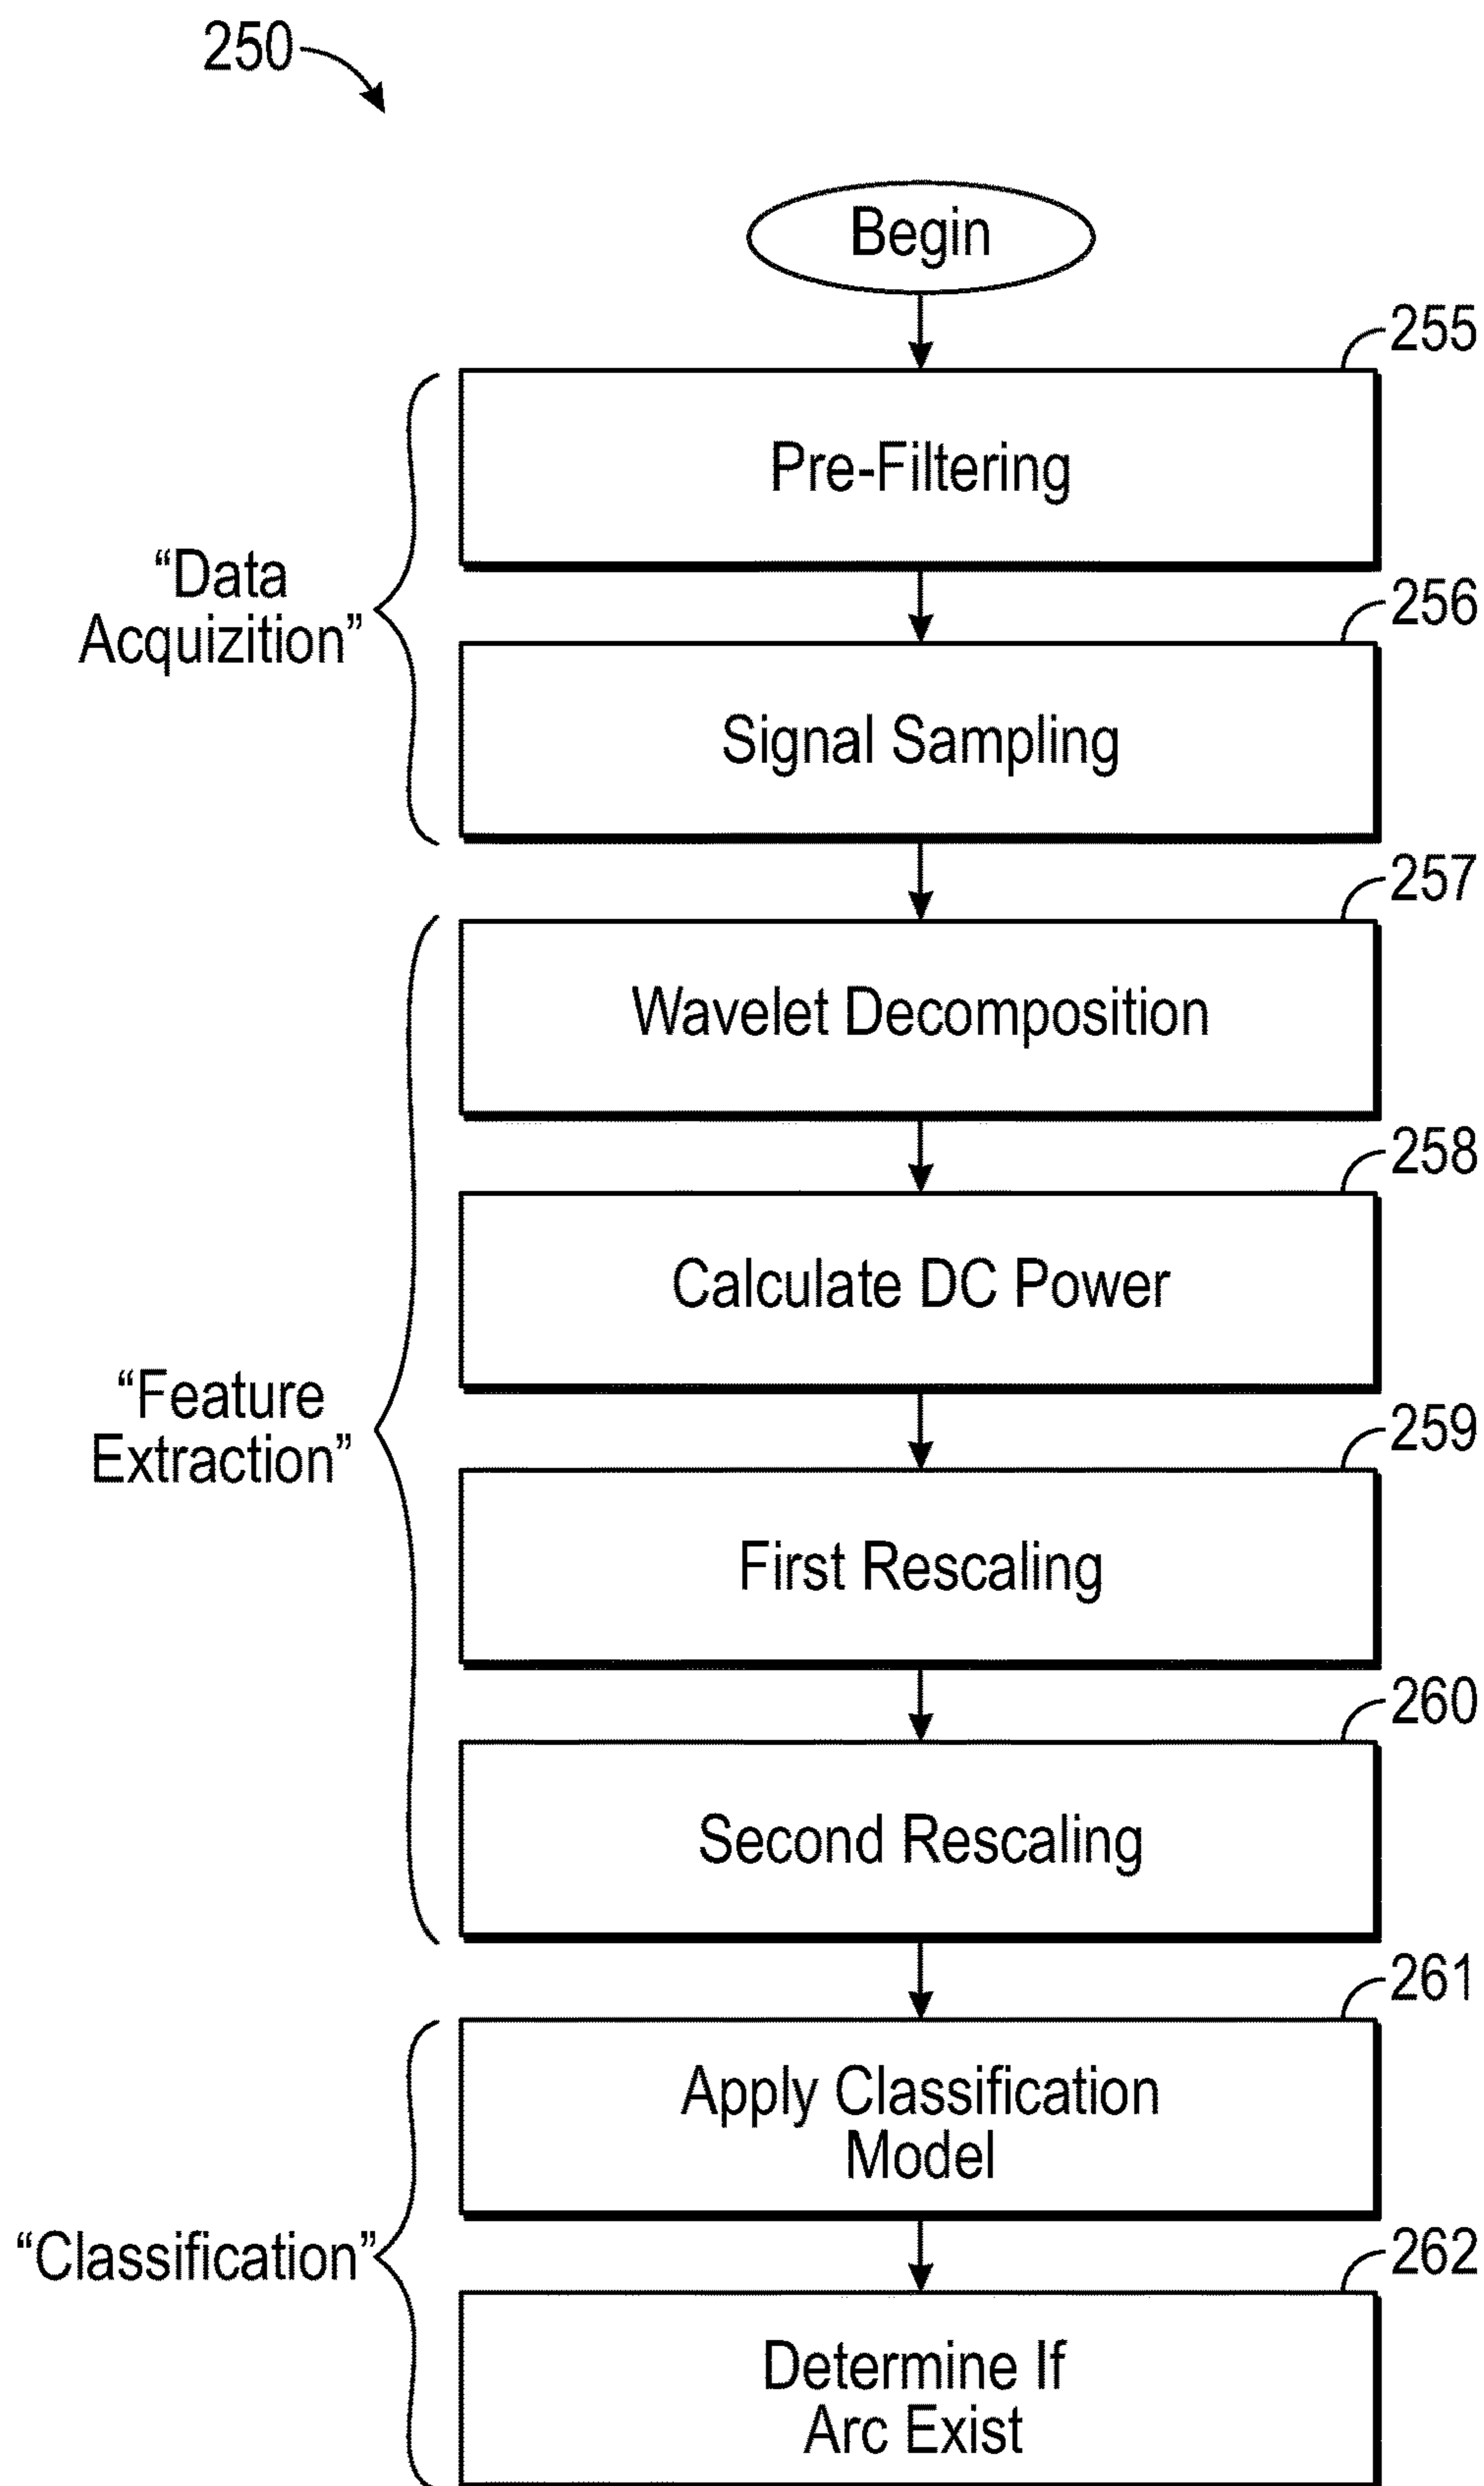 250
Begin
255
Pre-Filtering
“Data
Acquizition”
256
Signal Sampling
257
Wavelet Decomposition
258
Calculate DC Power
“Feature
Extraction”
259
First Rescaling
260
Second Rescaling
261
Apply Classification
Model
“Classification”
262
Determine If
Arc Exist